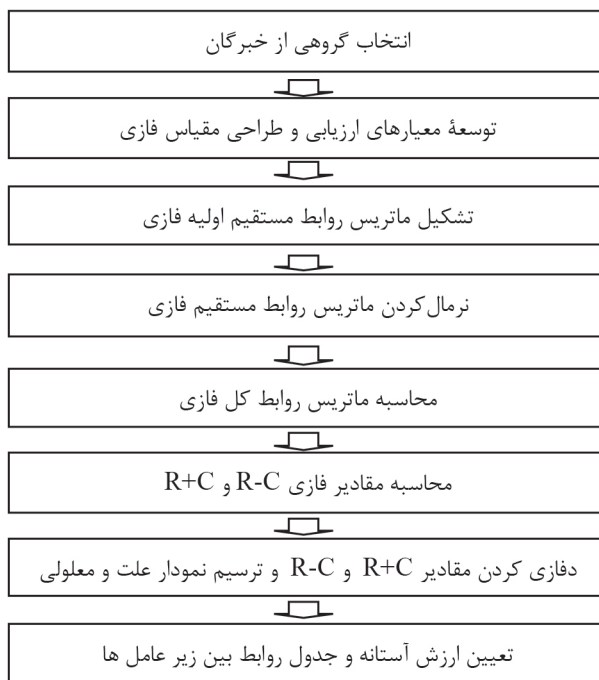 انتخاب گروهی از خبرگان
توسعهٔ معیارهای ارزیابی و طراحی مقیاس فازی
تشکیل ماتریس روابط مستقیم اولیه فازی
نرمال‌کردن ماتریس روابط مستقیم فازی
محاسبه ماتریس روابط کل فازی
محاسبه مقادیر فازی R-C و R+C
دفازی کردن مقادیر R+C و R-C و ترسیم نمودار علت و معلولی
تعیین ارزش آستانه و جدول روابط بین زیر عامل ها